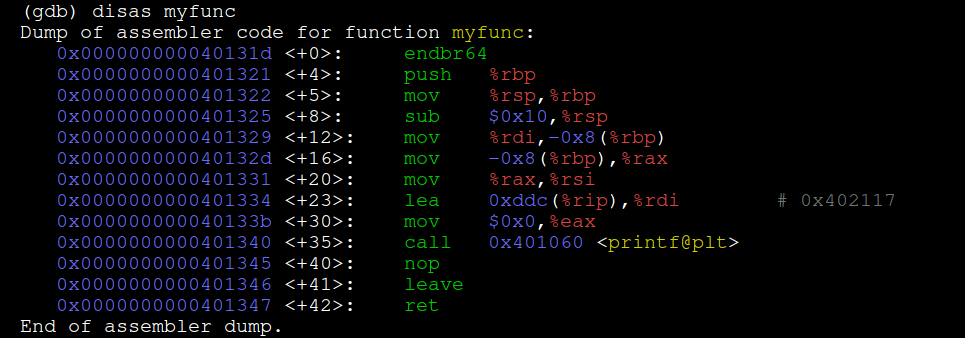 (gdb) disas myfunc
Dump of assembler code for function myfunc:
   0x000000000040131d <+0>:     endbr64
   0x0000000000401321 <+4>:     push   %rbp
   0x0000000000401322 <+5>:     mov    %rsp,%rbp
   0x0000000000401325 <+8>:     sub    $0x10,%rsp
   0x0000000000401329 <+12>:    mov    %rdi,-0x8(%rbp)
   0x000000000040132d <+16>:    mov    -0x8(%rbp),%rax
   0x0000000000401331 <+20>:    mov    %rax,%rsi
   0x0000000000401334 <+23>:    lea    0xddc(%rip),%rdi        # 0x402117
   0x000000000040133b <+30>:    mov    $0x0,%eax
   0x0000000000401340 <+35>:    call   0x401060 <printf@plt>
   0x0000000000401345 <+40>:    nop
   0x0000000000401346 <+41>:    leave
   0x0000000000401347 <+42>:    ret
End of assembler dump.